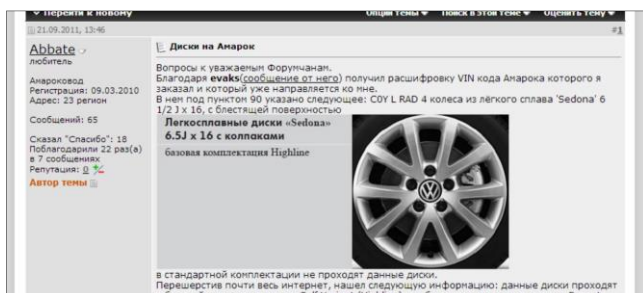 Перейти к новому
Опции темы
Поиск в этой теме
Оценить тему
21.09.2011, 13:46
#1
Abbate
любитель
Амароковод
Регистрация: 09.03.2010
Адрес: 23 регион
Сообщений: 65
Сказал "Спасибо": 18
Поблагодарили 22 раз(а)
в 7 сообщениях
Репутация: 0
Автор темы
Диски на Амарок
Вопросы к уважаемым Форумчанам.
Благодаря evaks(сообщение от него) получил расшифровку VIN кода Амарока которого я
заказал и который уже направляется ко мне.
В нем под пунктом 90 указано следующее: C0Y L RAD 4 колеса из лёгкого сплава 'Sedona' 6
1/2 J x 16, с блестящей поверхностью
Легкосплавные диски «Sedona»
6.5J x 16 с колпаками
базовая комплектация Highline
в стандартной комплектации не проходят данные диски.
Перешерстив почти весь интернет, нашел следующую информацию: данные диски проходят